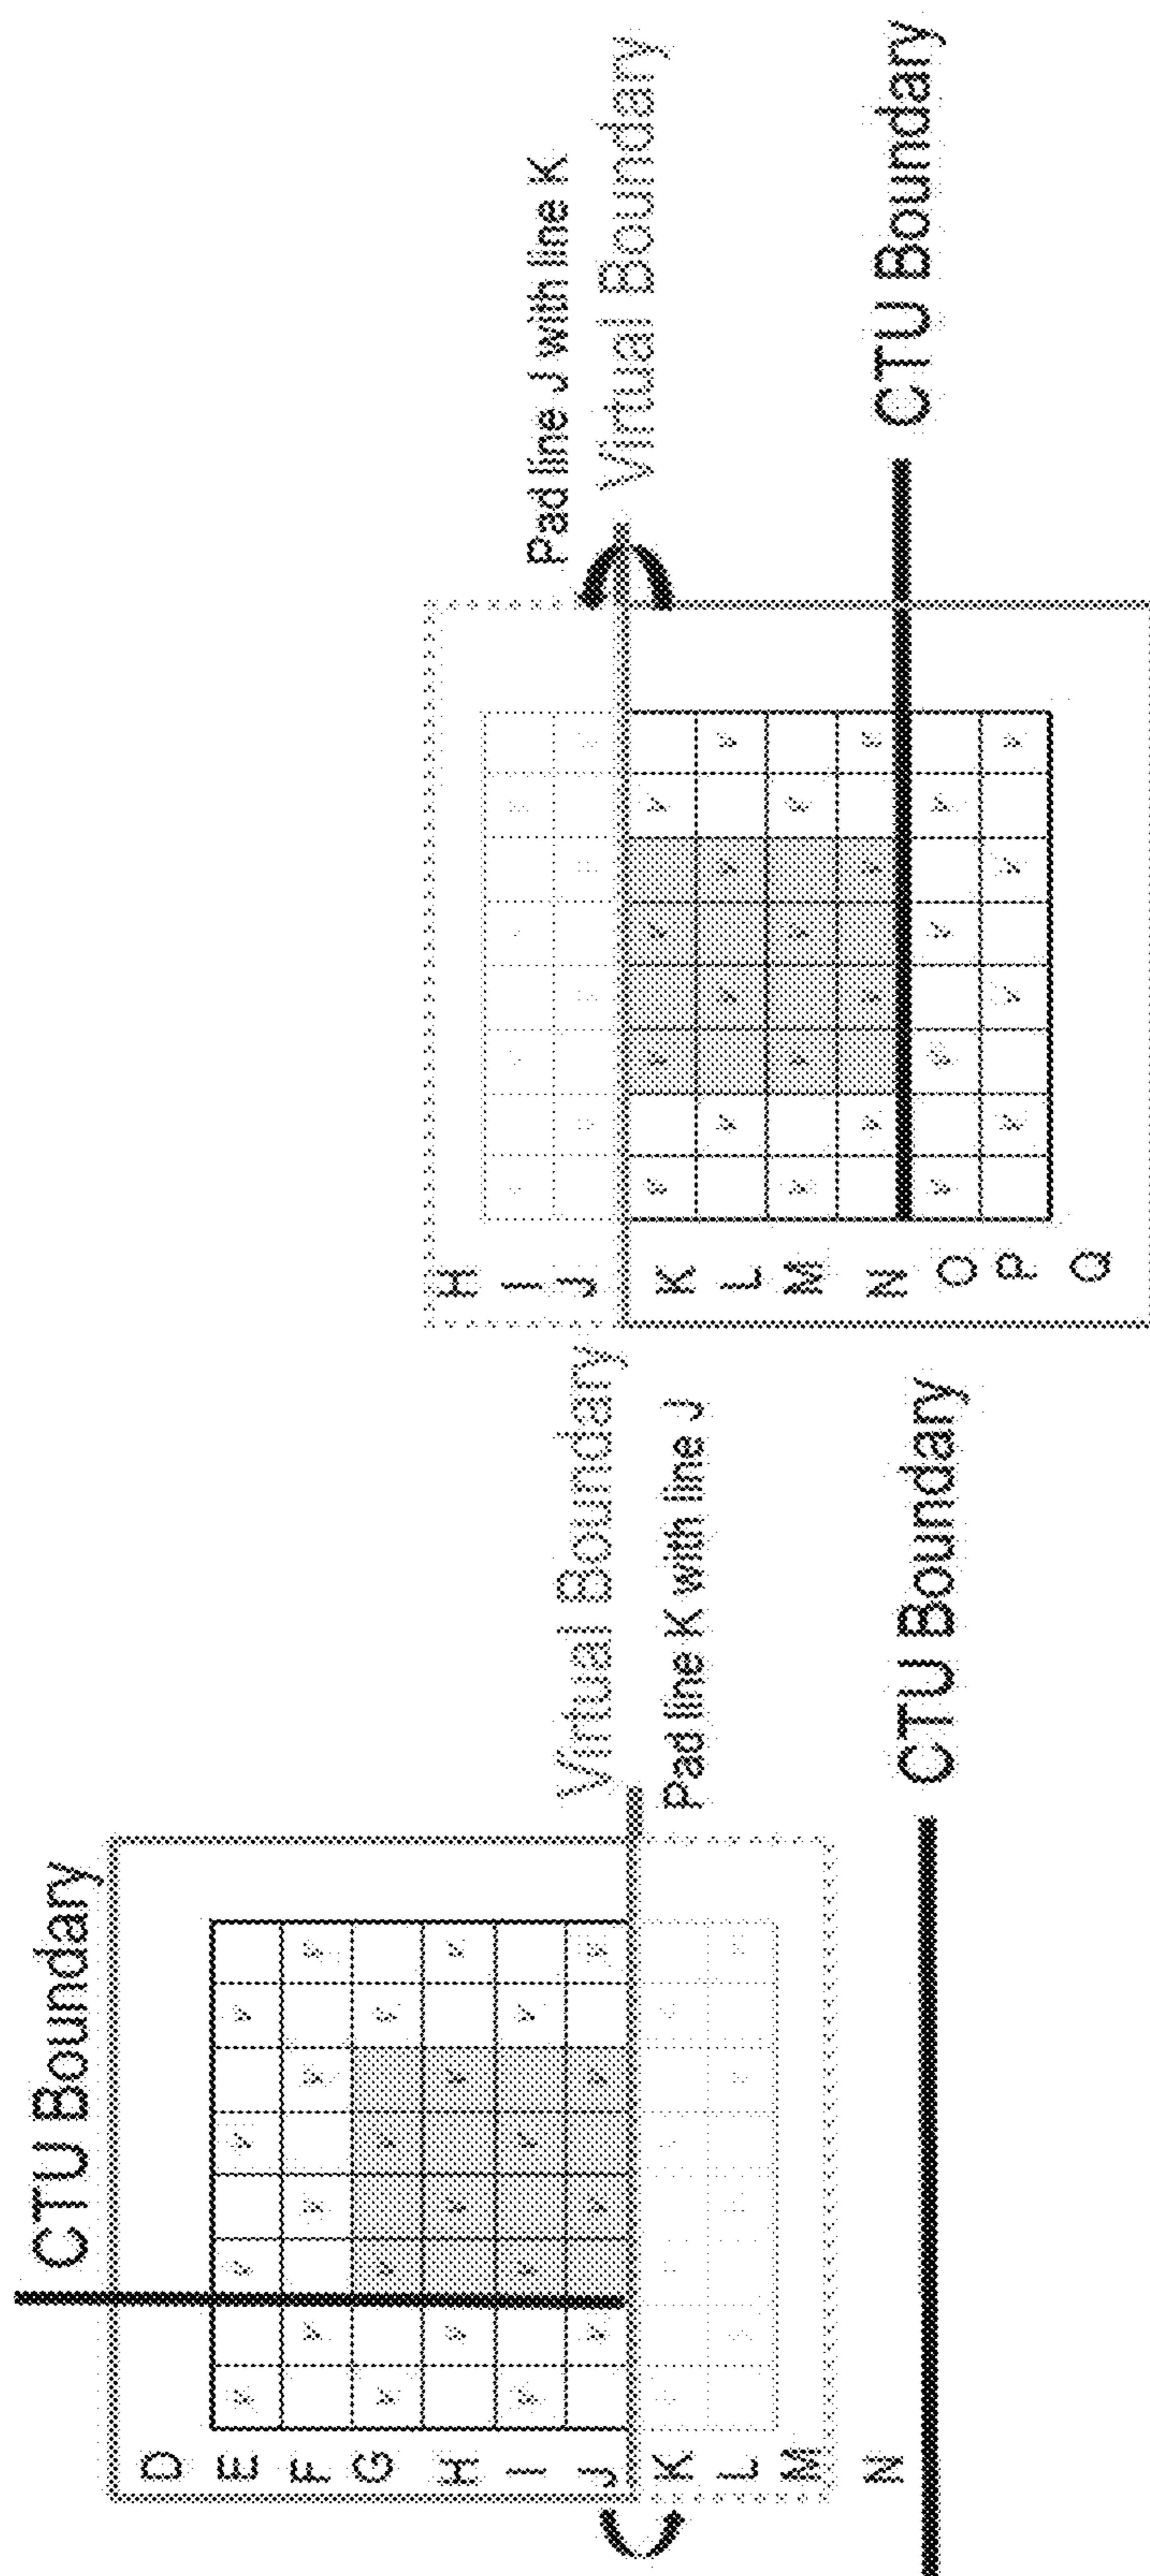 CTU Boundary
D
E
F
G
H
I
J
K
L
M
N
Virtual Boundary
Pad line K with line J
CTU Boundary
Pad line J with line K
Virtual Boundary
H
I
J
K
L
M
N
O
P
Q
CTU Boundary